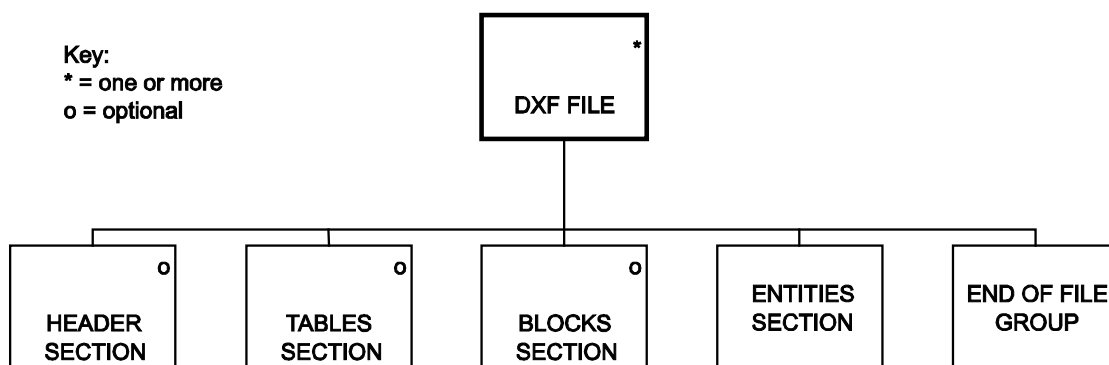 Key:
* = one or more
o = optional
*
DXF FILE
o
HEADER
SECTION
o
TABLES
SECTION
o
BLOCKS
SECTION
ENTITIES
SECTION
END OF FILE
GROUP